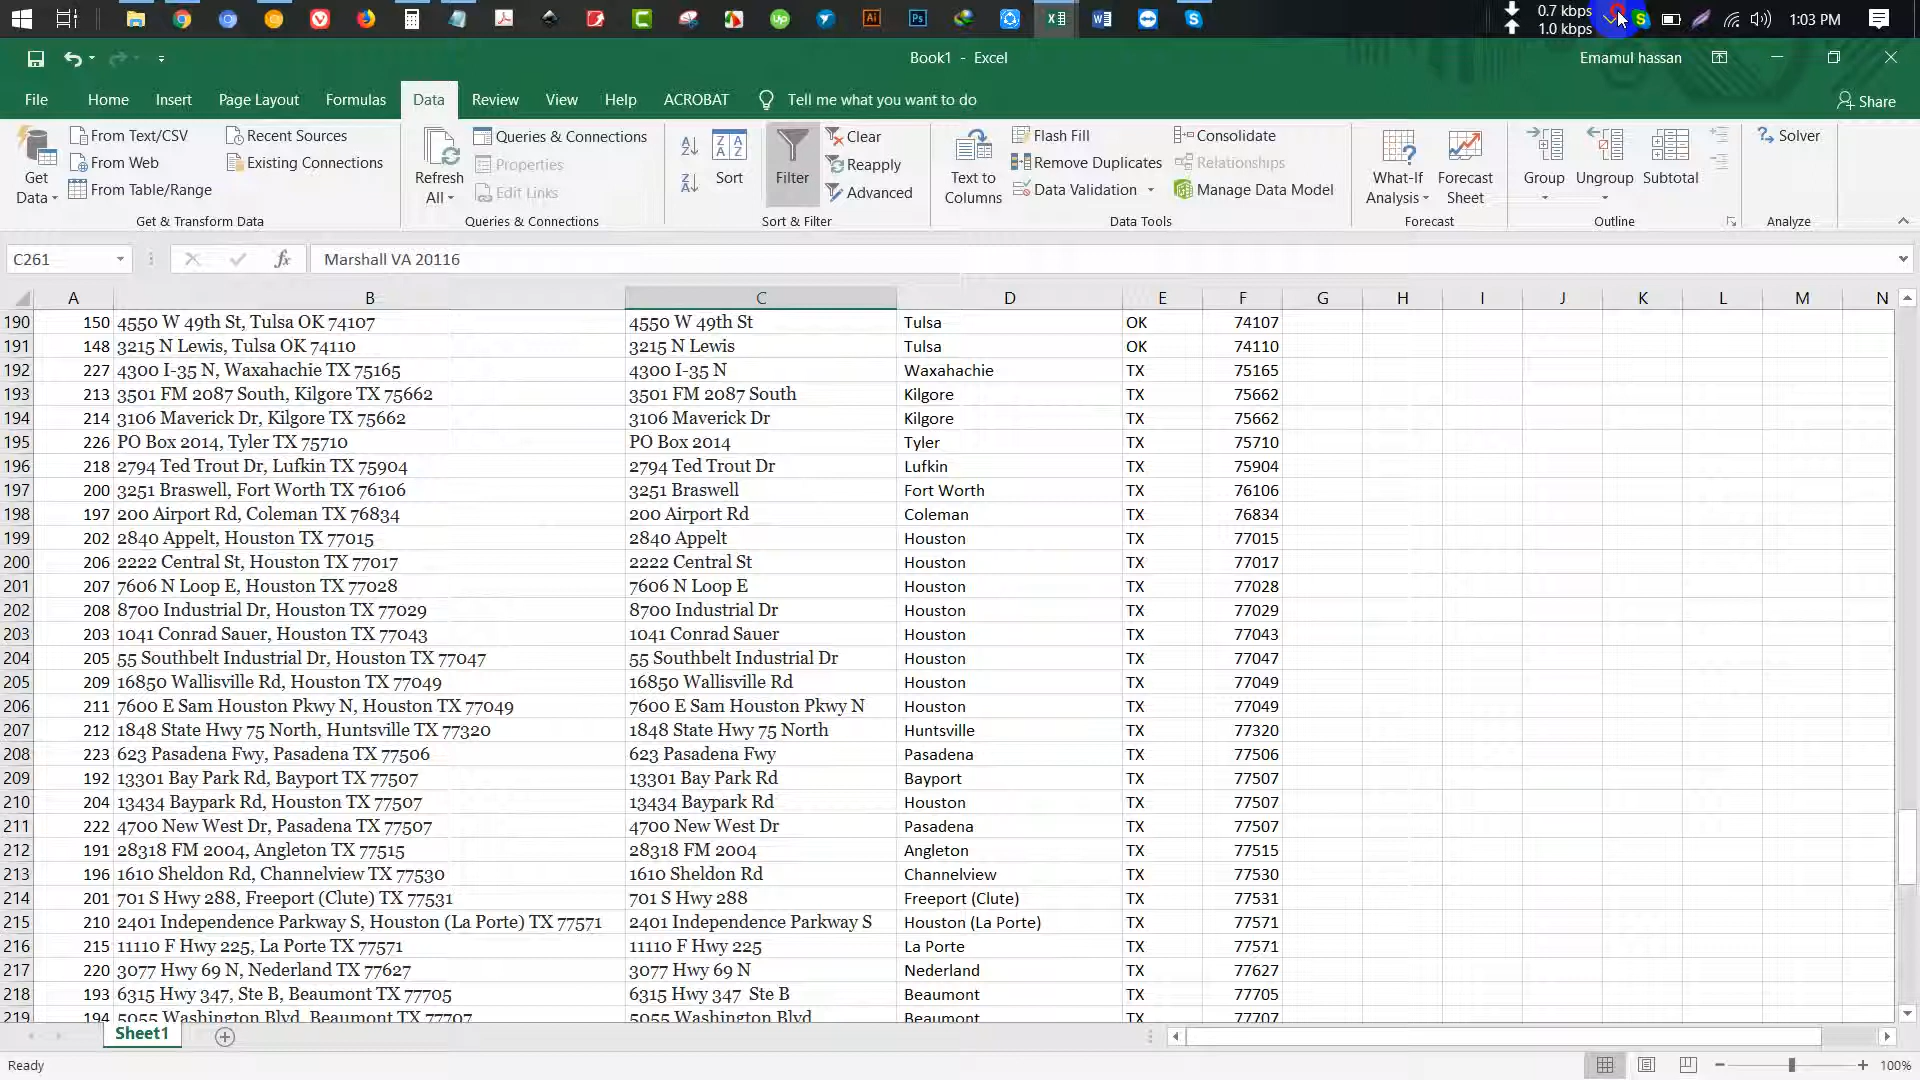 0.7 kbps
1.0 kbps
1:03 PM
Book1 - Excel
Emamul hassan
File Home Insert Page Layout Formulas Data Review View Help ACROBAT Tell me what you want to do Share
Get Data
From Text/CSV
From Web
From Table/Range
Recent Sources
Existing Connections
Get & Transform Data
Refresh All
Queries & Connections
Properties
Edit Links
Queries & Connections
Sort
Filter
Clear
Reapply
Advanced
Sort & Filter
Text to Columns
Flash Fill
Remove Duplicates
Data Validation
Consolidate
Relationships
Manage Data Model
Data Tools
What-If Analysis
Forecast Sheet
Forecast
Group
Ungroup
Subtotal
Outline
Solver
Analyze
C261 fx Marshall VA 20116
A B C D E F G H I J K L M N
190 150 4550 W 49th St, Tulsa OK 74107 4550 W 49th St Tulsa OK 74107
191 148 3215 N Lewis, Tulsa OK 74110 3215 N Lewis Tulsa OK 74110
192 227 4300 I-35 N, Waxahachie TX 75165 4300 I-35 N Waxahachie TX 75165
193 213 3501 FM 2087 South, Kilgore TX 75662 3501 FM 2087 South Kilgore TX 75662
194 214 3106 Maverick Dr, Kilgore TX 75662 3106 Maverick Dr Kilgore TX 75662
195 226 PO Box 2014, Tyler TX 75710 PO Box 2014 Tyler TX 75710
196 218 2794 Ted Trout Dr, Lufkin TX 75904 2794 Ted Trout Dr Lufkin TX 75904
197 200 3251 Braswell, Fort Worth TX 76106 3251 Braswell Fort Worth TX 76106
198 197 200 Airport Rd, Coleman TX 76834 200 Airport Rd Coleman TX 76834
199 202 2840 Appelt, Houston TX 77015 2840 Appelt Houston TX 77015
200 206 2222 Central St, Houston TX 77017 2222 Central St Houston TX 77017
201 207 7606 N Loop E, Houston TX 77028 7606 N Loop E Houston TX 77028
202 208 8700 Industrial Dr, Houston TX 77029 8700 Industrial Dr Houston TX 77029
203 203 1041 Conrad Sauer, Houston TX 77043 1041 Conrad Sauer Houston TX 77043
204 205 55 Southbelt Industrial Dr, Houston TX 77047 55 Southbelt Industrial Dr Houston TX 77047
205 209 16850 Wallisville Rd, Houston TX 77049 16850 Wallisville Rd Houston TX 77049
206 211 7600 E Sam Houston Pkwy N, Houston TX 77049 7600 E Sam Houston Pkwy N Houston TX 77049
207 212 1848 State Hwy 75 North, Huntsville TX 77320 1848 State Hwy 75 North Huntsville TX 77320
208 223 623 Pasadena Fwy, Pasadena TX 77506 623 Pasadena Fwy Pasadena TX 77506
209 192 13301 Bay Park Rd, Bayport TX 77507 13301 Bay Park Rd Bayport TX 77507
210 204 13434 Baypark Rd, Houston TX 77507 13434 Baypark Rd Houston TX 77507
211 222 4700 New West Dr, Pasadena TX 77507 4700 New West Dr Pasadena TX 77507
212 191 28318 FM 2004, Angleton TX 77515 28318 FM 2004 Angleton TX 77515
213 196 1610 Sheldon Rd, Channelview TX 77530 1610 Sheldon Rd Channelview TX 77530
214 201 701 S Hwy 288, Freeport (Clute) TX 77531 701 S Hwy 288 Freeport (Clute) TX 77531
215 210 2401 Independence Parkway S, Houston (La Porte) TX 77571 2401 Independence Parkway S Houston (La Porte) TX 77571
216 215 11110 F Hwy 225, La Porte TX 77571 11110 F Hwy 225 La Porte TX 77571
217 220 3077 Hwy 69 N, Nederland TX 77627 3077 Hwy 69 N Nederland TX 77627
218 193 6315 Hwy 347, Ste B, Beaumont TX 77705 6315 Hwy 347 Ste B Beaumont TX 77705
219 194 5055 Washington Blvd, Beaumont TX 77707 5055 Washington Blvd Beaumont TX 77707
Sheet1
Ready
100%